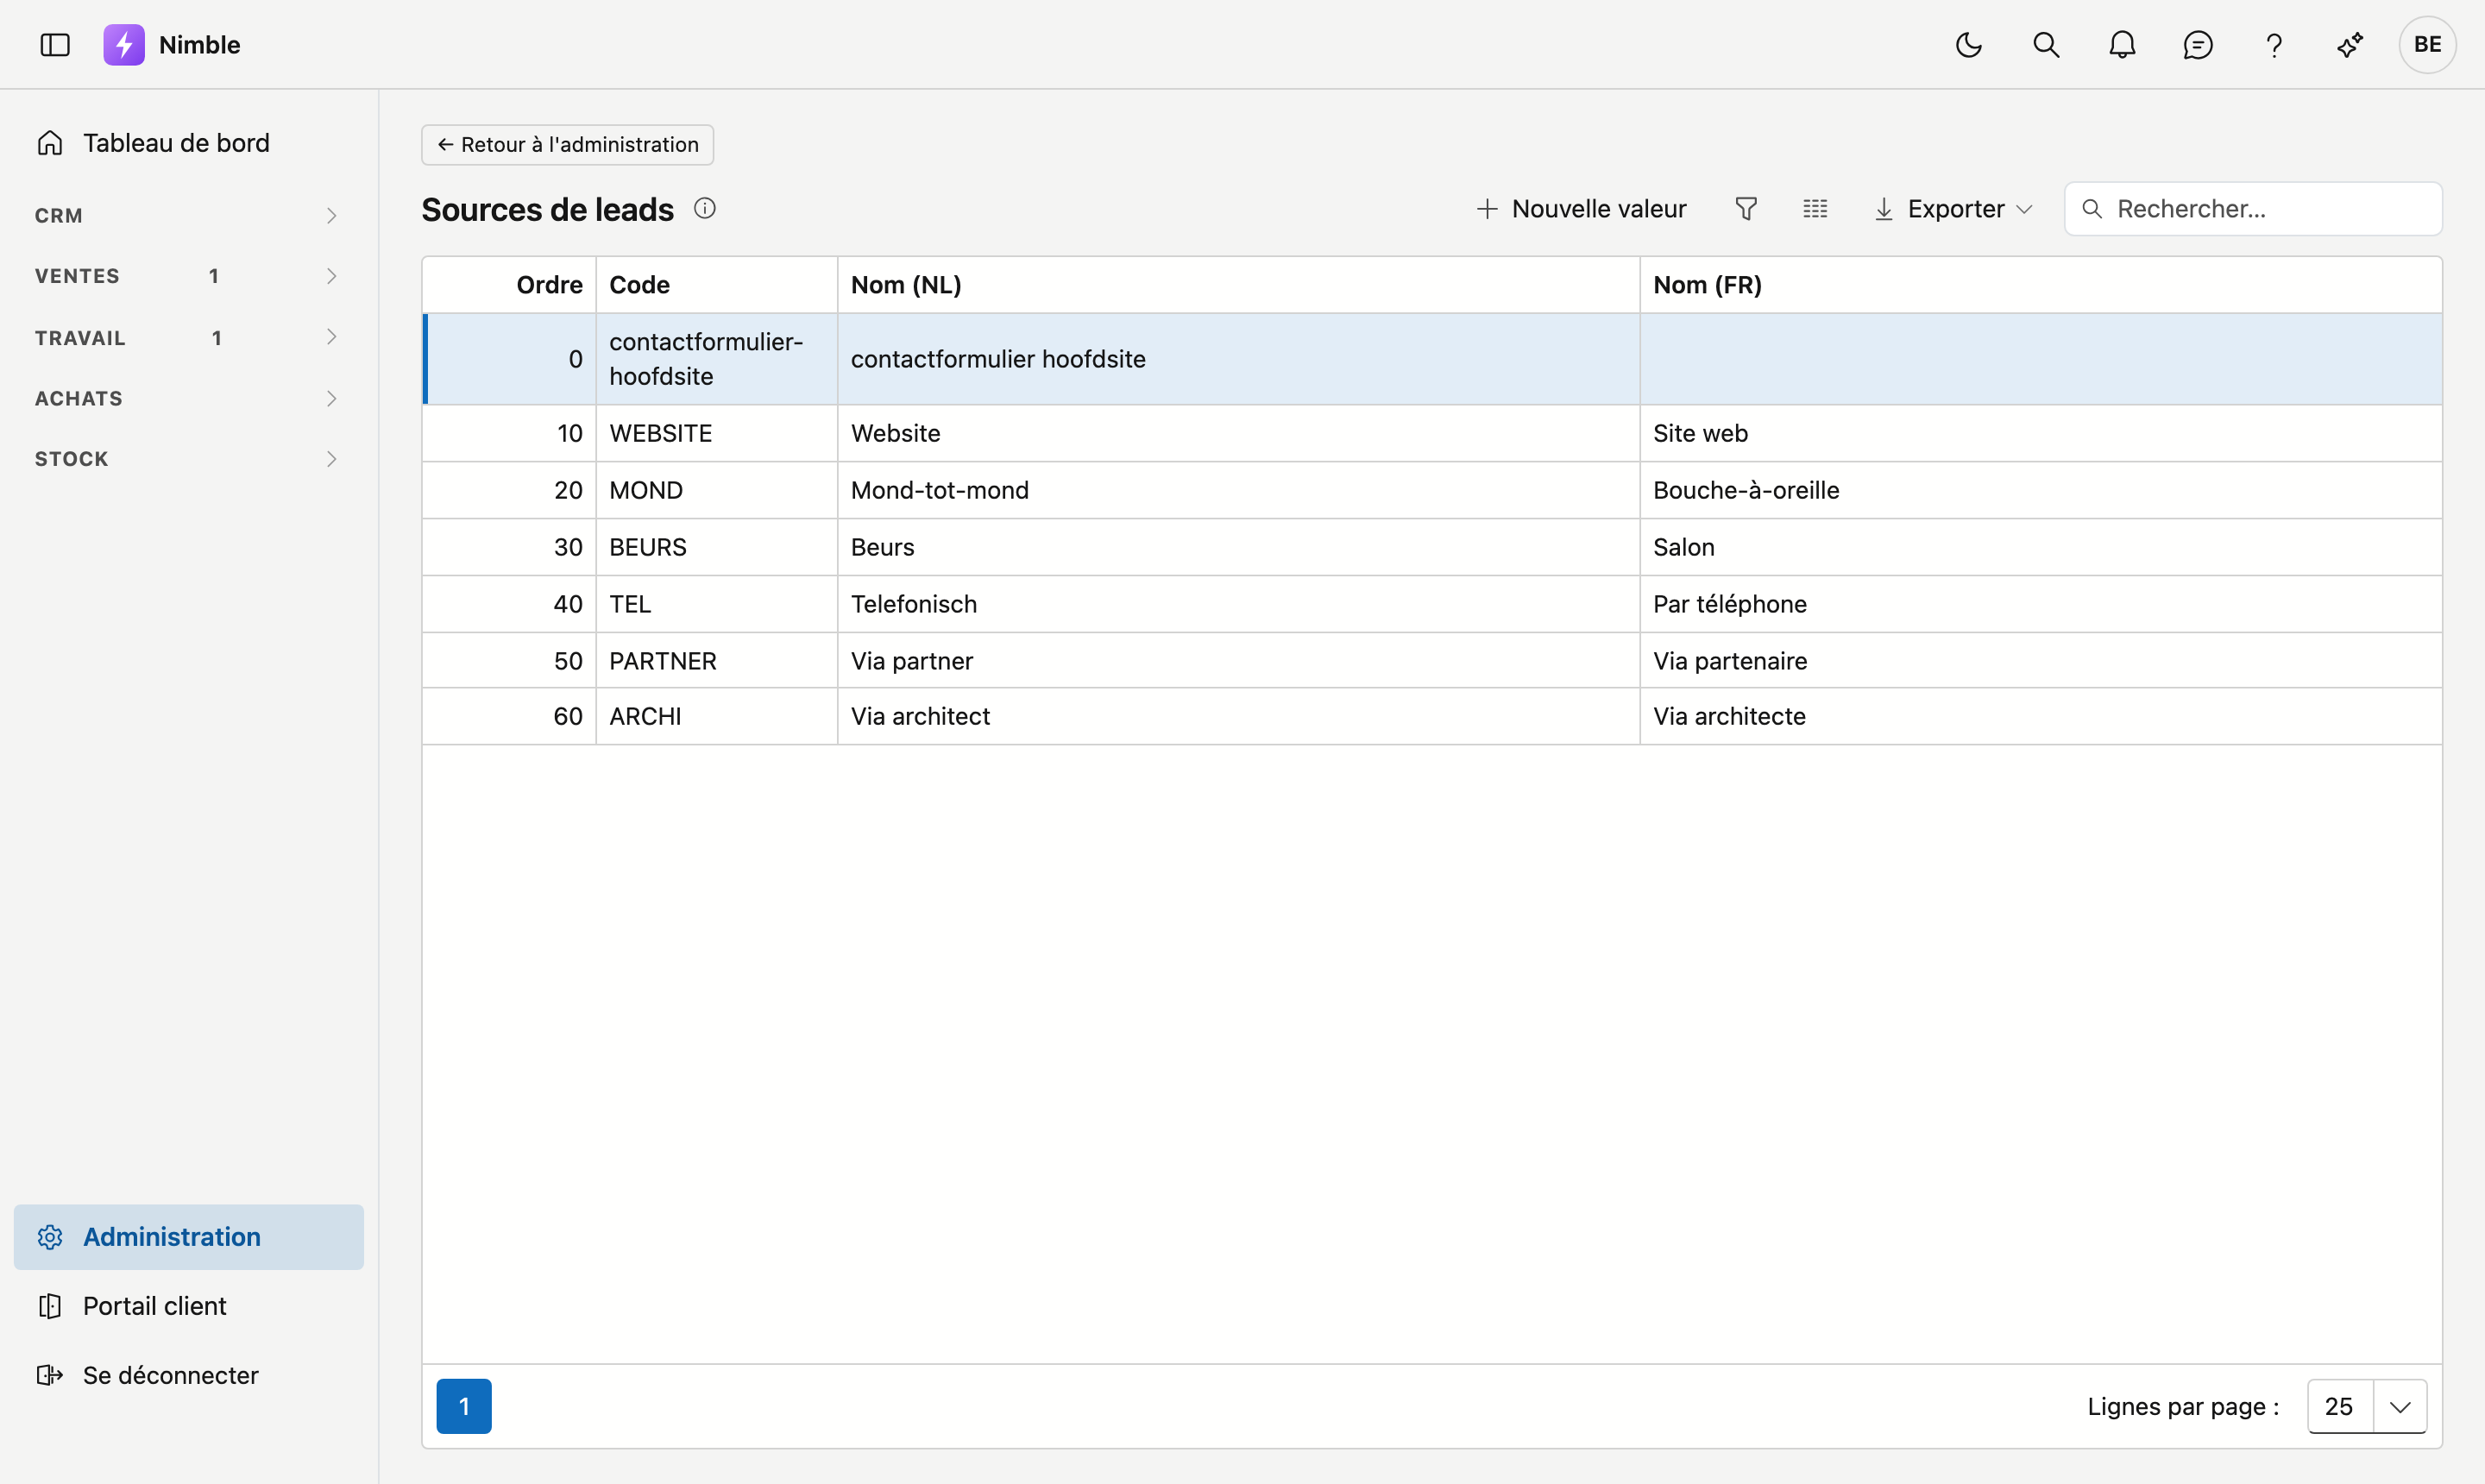 Nimble
BE
Tableau de bord
CRM
VENTES 1
TRAVAIL 1
ACHATS
STOCK
Administration
Portail client
Se déconnecter
← Retour à l'administration
Sources de leads
Nouvelle valeur
Exporter
Rechercher...
Ordre Code Nom (NL) Nom (FR)
0 contactformulier-
hoofdsite contactformulier hoofdsite
10 WEBSITE Website Site web
20 MOND Mond-tot-mond Bouche-à-oreille
30 BEURS Beurs Salon
40 TEL Telefonisch Par téléphone
50 PARTNER Via partner Via partenaire
60 ARCHI Via architect Via architecte
1
Lignes par page : 25